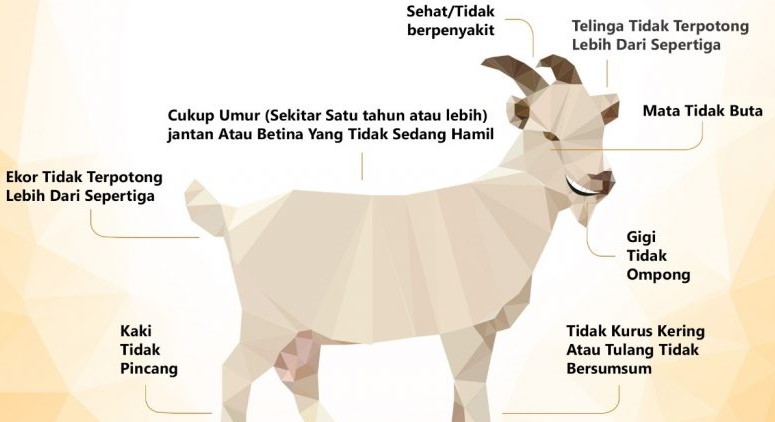 Sehat/Tidak
berpenyakit
Telinga Tidak Terpotong
Lebih Dari Sepertiga
Cukup Umur (Sekitar Satu tahun atau lebih)
jantan Atau Betina Yang Tidak Sedang Hamil
Mata Tidak Buta
Ekor Tidak Terpotong
Lebih Dari Sepertiga
Gigi
Tidak
Ompong
Kaki
Tidak
Pincang
Tidak Kurus Kering
Atau Tulang Tidak
Bersumsum